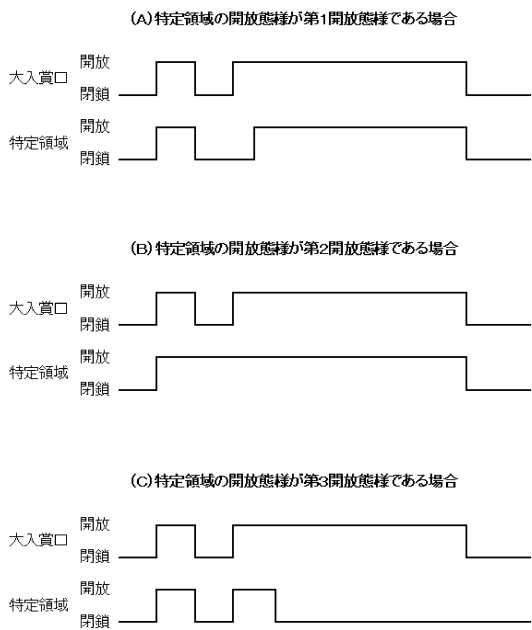 (A)特定領域の開放態様が第1開放態様である場合
大入賞口
開放
閉鎖
特定領域
開放
閉鎖
(B)特定領域の開放態様が第2開放態様である場合
大入賞口
開放
閉鎖
特定領域
開放
閉鎖
(C)特定領域の開放態様が第3開放態様である場合
大入賞口
開放
閉鎖
特定領域
開放
閉鎖